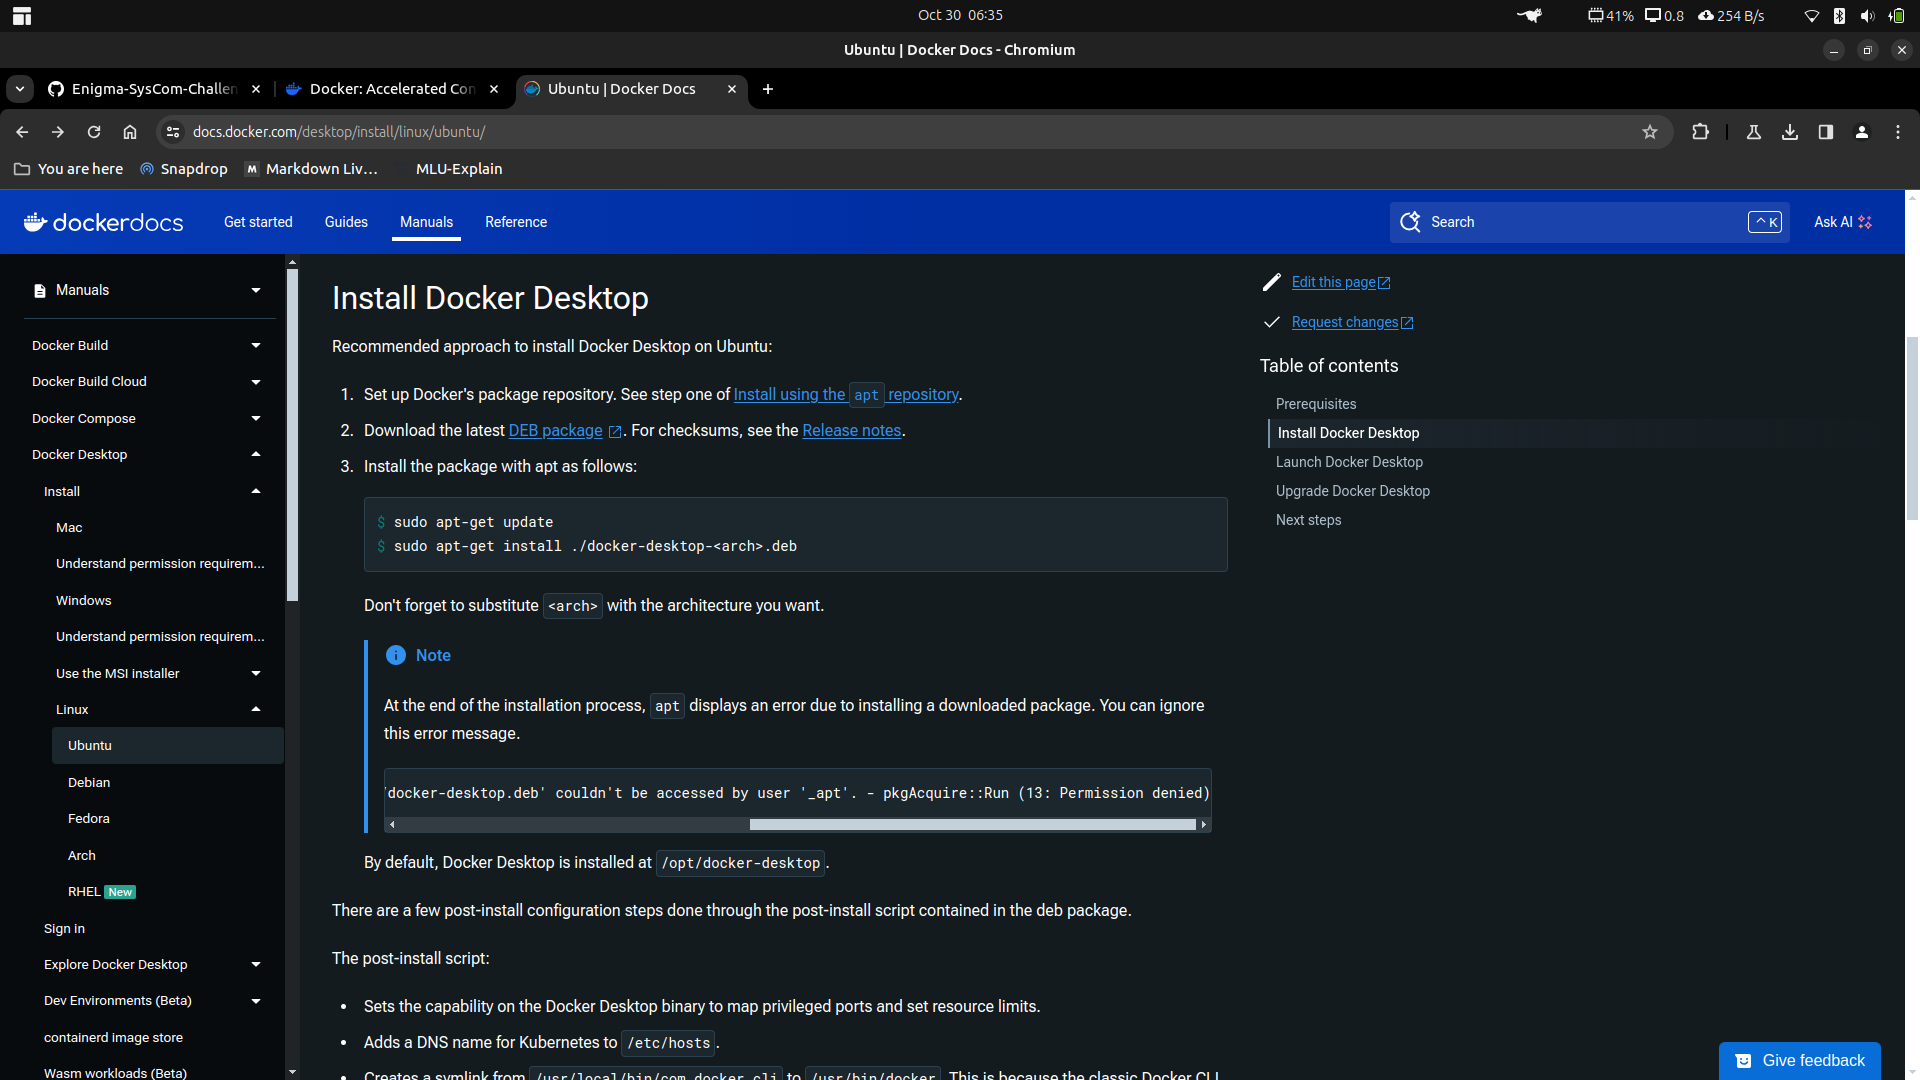 Oct 30 06:35
41%
0.8
254 B/s
Ubuntu | Docker Docs - Chromium
Enigma-SysCom-Challen
Docker: Accelerated Con
Ubuntu | Docker Docs
docs.docker.com/desktop/install/linux/ubuntu/
You are here
Snapdrop
M
Markdown Liv…
MLU-Explain
dockerdocs
Get started
Guides
Manuals
Reference
Search
^ K
Ask AI
Manuals
Docker Build
Docker Build Cloud
Docker Compose
Docker Desktop
Install
Mac
Understand permission requirem...
Windows
Understand permission requirem...
Use the MSI installer
Linux
Ubuntu
Debian
Fedora
Arch
RHEL New
Sign in
Explore Docker Desktop
Dev Environments (Beta)
containerd image store
Wasm workloads (Beta)
Install Docker Desktop
Recommended approach to install Docker Desktop on Ubuntu:
1. Set up Docker's package repository. See step one of Install using the apt repository.
2. Download the latest DEB package. For checksums, see the Release notes.
3. Install the package with apt as follows:
$ sudo apt-get update
$ sudo apt-get install ./docker-desktop-<arch>.deb
Don't forget to substitute <arch> with the architecture you want.
Note
At the end of the installation process, apt displays an error due to installing a downloaded package. You can ignore
this error message.
'docker-desktop.deb' couldn't be accessed by user '_apt'. - pkgAcquire::Run (13: Permission denied)
By default, Docker Desktop is installed at /opt/docker-desktop.
There are a few post-install configuration steps done through the post-install script contained in the deb package.
The post-install script:
• Sets the capability on the Docker Desktop binary to map privileged ports and set resource limits.
• Adds a DNS name for Kubernetes to /etc/hosts.
• Creates a symlink from /usr/local/bin/com.docker.cli to /usr/bin/docker. This is because the classic Docker CLI
Edit this page
Request changes
Table of contents
Prerequisites
Install Docker Desktop
Launch Docker Desktop
Upgrade Docker Desktop
Next steps
Give feedback